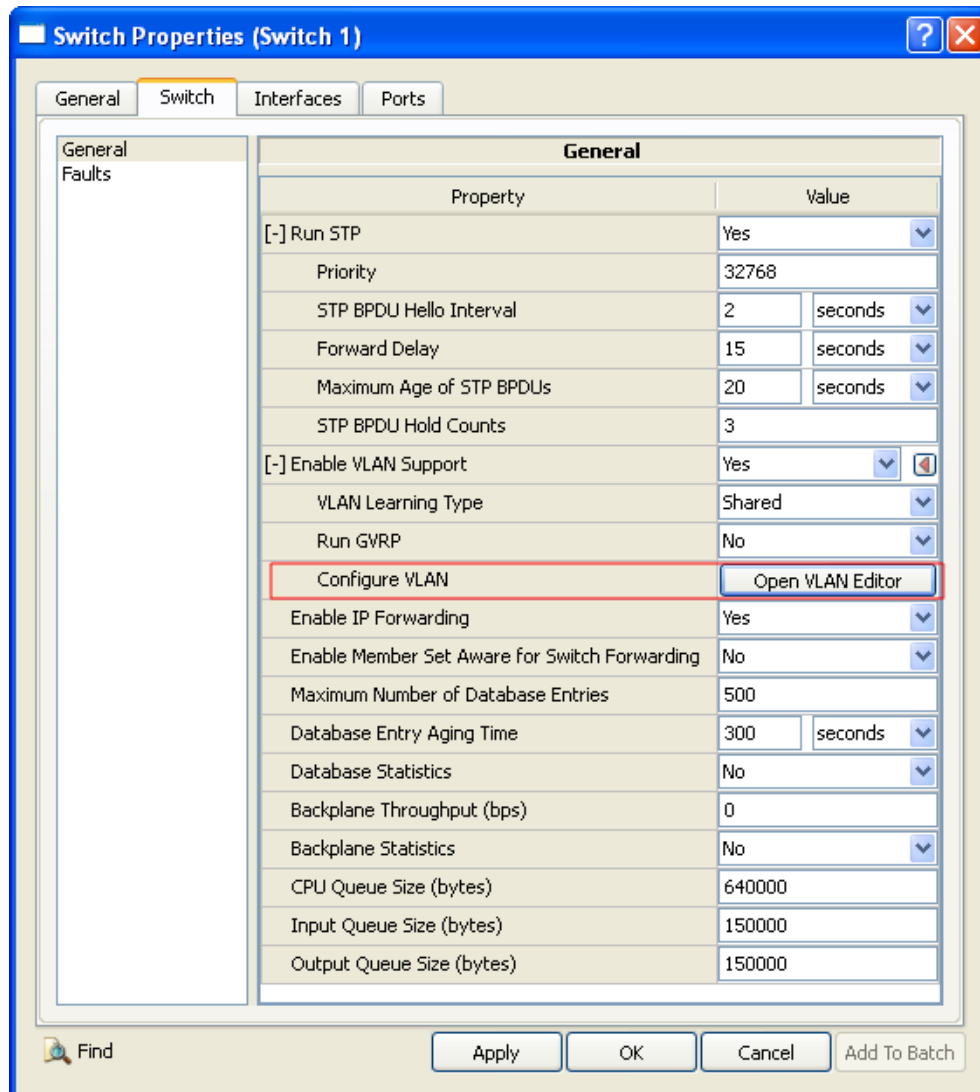 Switch Properties (Switch 1)
General Switch Interfaces Ports
General
Faults
General
Property Value
[-] Run STP Yes
Priority 32768
STP BPDU Hello Interval 2 seconds
Forward Delay 15 seconds
Maximum Age of STP BPDUs 20 seconds
STP BPDU Hold Counts 3
[-] Enable VLAN Support Yes
VLAN Learning Type Shared
Run GVRP No
Configure VLAN Open VLAN Editor
Enable IP Forwarding Yes
Enable Member Set Aware for Switch Forwarding No
Maximum Number of Database Entries 500
Database Entry Aging Time 300 seconds
Database Statistics No
Backplane Throughput (bps) 0
Backplane Statistics No
CPU Queue Size (bytes) 640000
Input Queue Size (bytes) 150000
Output Queue Size (bytes) 150000
Find Apply OK Cancel Add To Batch